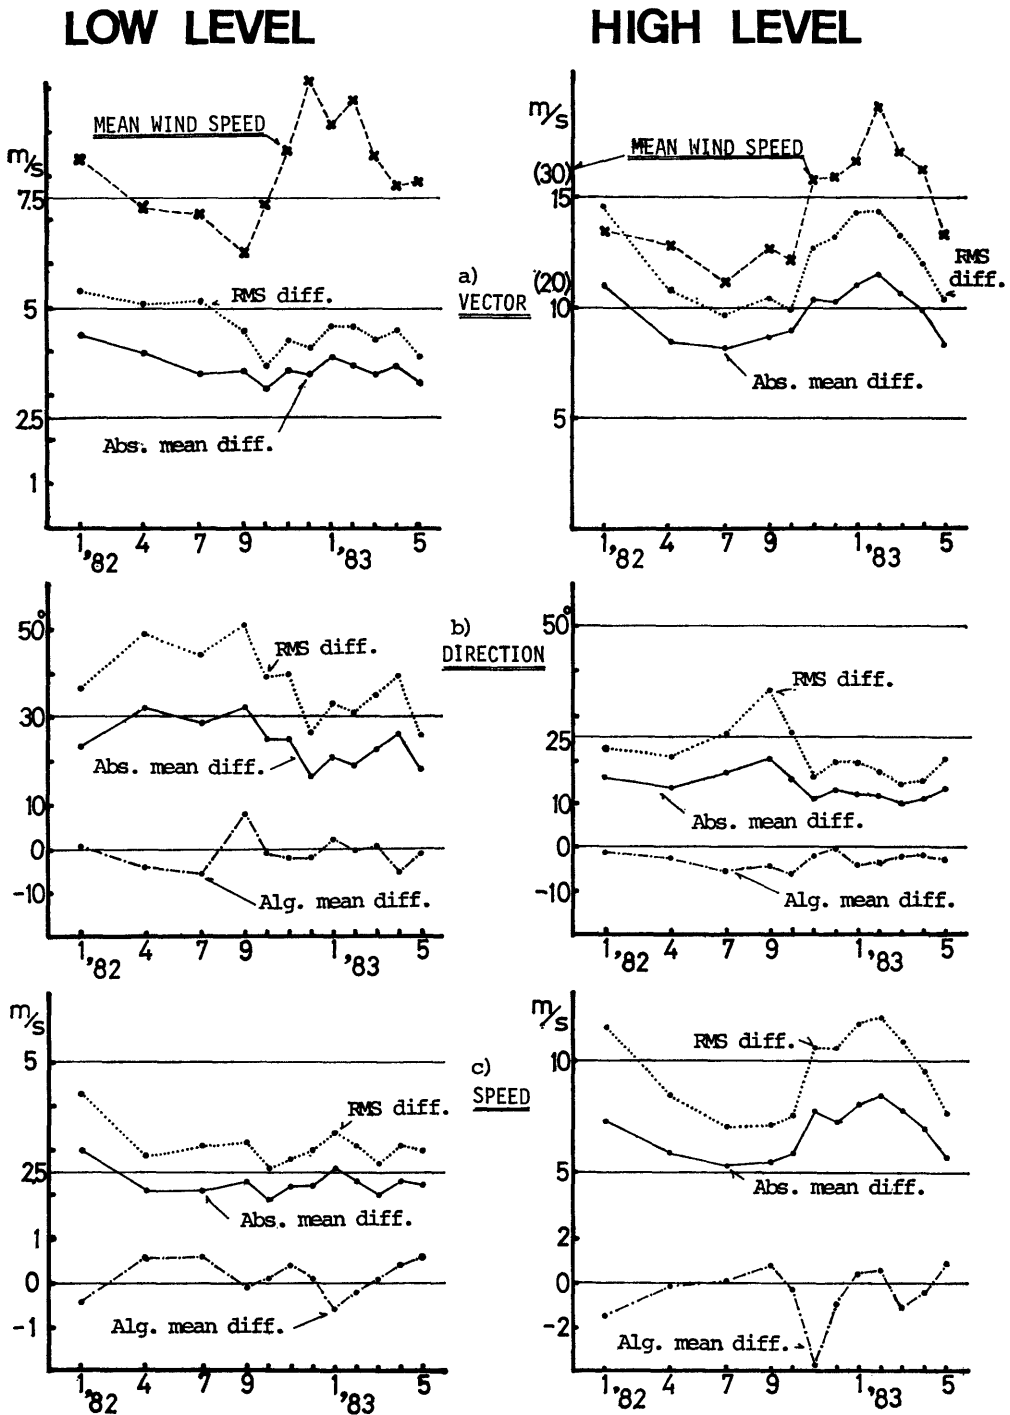 LOW LEVEL
HIGH LEVEL
m/s
MEAN WIND SPEED
7.5
RMS diff.
5
2.5
Abs. mean diff.
1
1,'82 4 7 9 1,'83 5
a)
VECTOR
m/s
MEAN WIND SPEED
(30)
15
RMS
diff.
(20)
10
Abs. mean diff.
5
1,'82 4 7 9 1,'83 5
50°
RMS diff.
30
Abs. mean diff.
10
0
-10
Alg. mean diff.
1,'82 4 7 9 1,'83 5
b)
DIRECTION
50°
RMS diff.
25
10
Abs. mean diff.
0
-10
Alg. mean diff.
1,'82 4 7 9 1,'83 5
m/s
5
RMS diff.
25
Abs. mean diff.
1
0
-1
Alg. mean diff.
1,'82 4 7 9 1,'83 5
c)
SPEED
m/s
RMS diff.
10
5
Abs. mean diff.
2
0
-2
Alg. mean diff.
1,'82 4 7 9 1,'83 5